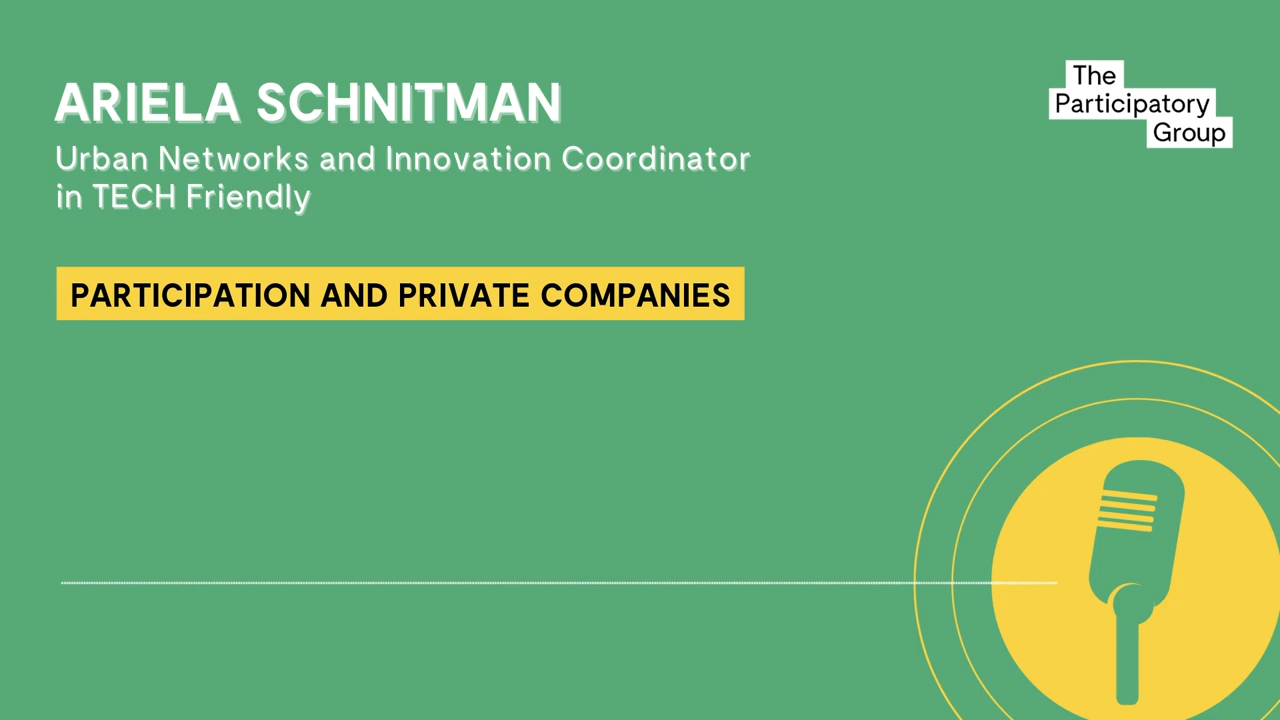 ARIELA SCHNITMAN
Urban Networks and Innovation Coordinator
in TECH Friendly
PARTICIPATION AND PRIVATE COMPANIES
The
Participatory
Group